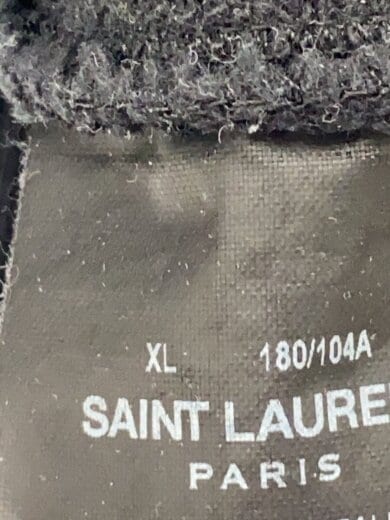 XL 180/104A
SAINT LAURE
PARIS